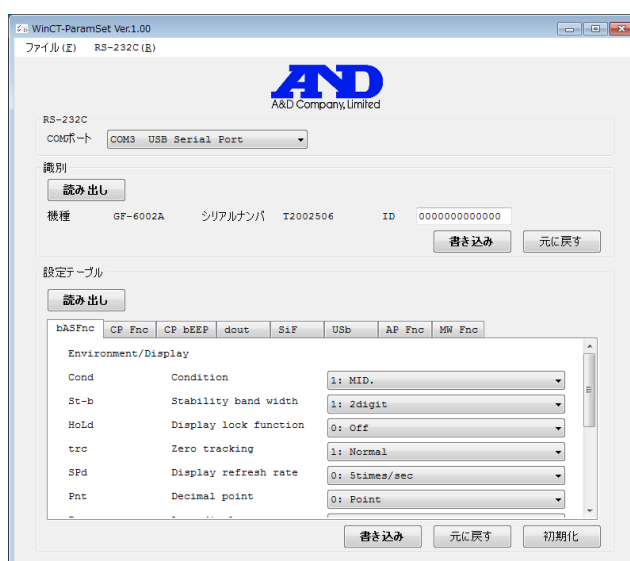 WinCT-ParamSet Ver.1.00
ファイル(F) RS-232C(R)
AND
A&D Company, Limited
RS-232C
COMポート COM3 USB Serial Port
識別
読み出し
機種 GF-6002A シリアルナンバ T2002506 ID 0000000000000
書き込み 元に戻す
設定テーブル
読み出し
bASFnc CP Fnc CP bEEP dout SiF USb AP Fnc MW Fnc
Environment/Display
Cond Condition 1: MID.
St-b Stability band width 1: 2digit
HoLd Display lock function 0: Off
trc Zero tracking 1: Normal
SPd Display refresh rate 0: 5times/sec
Pnt Decimal point 0: Point
書き込み 元に戻す 初期化